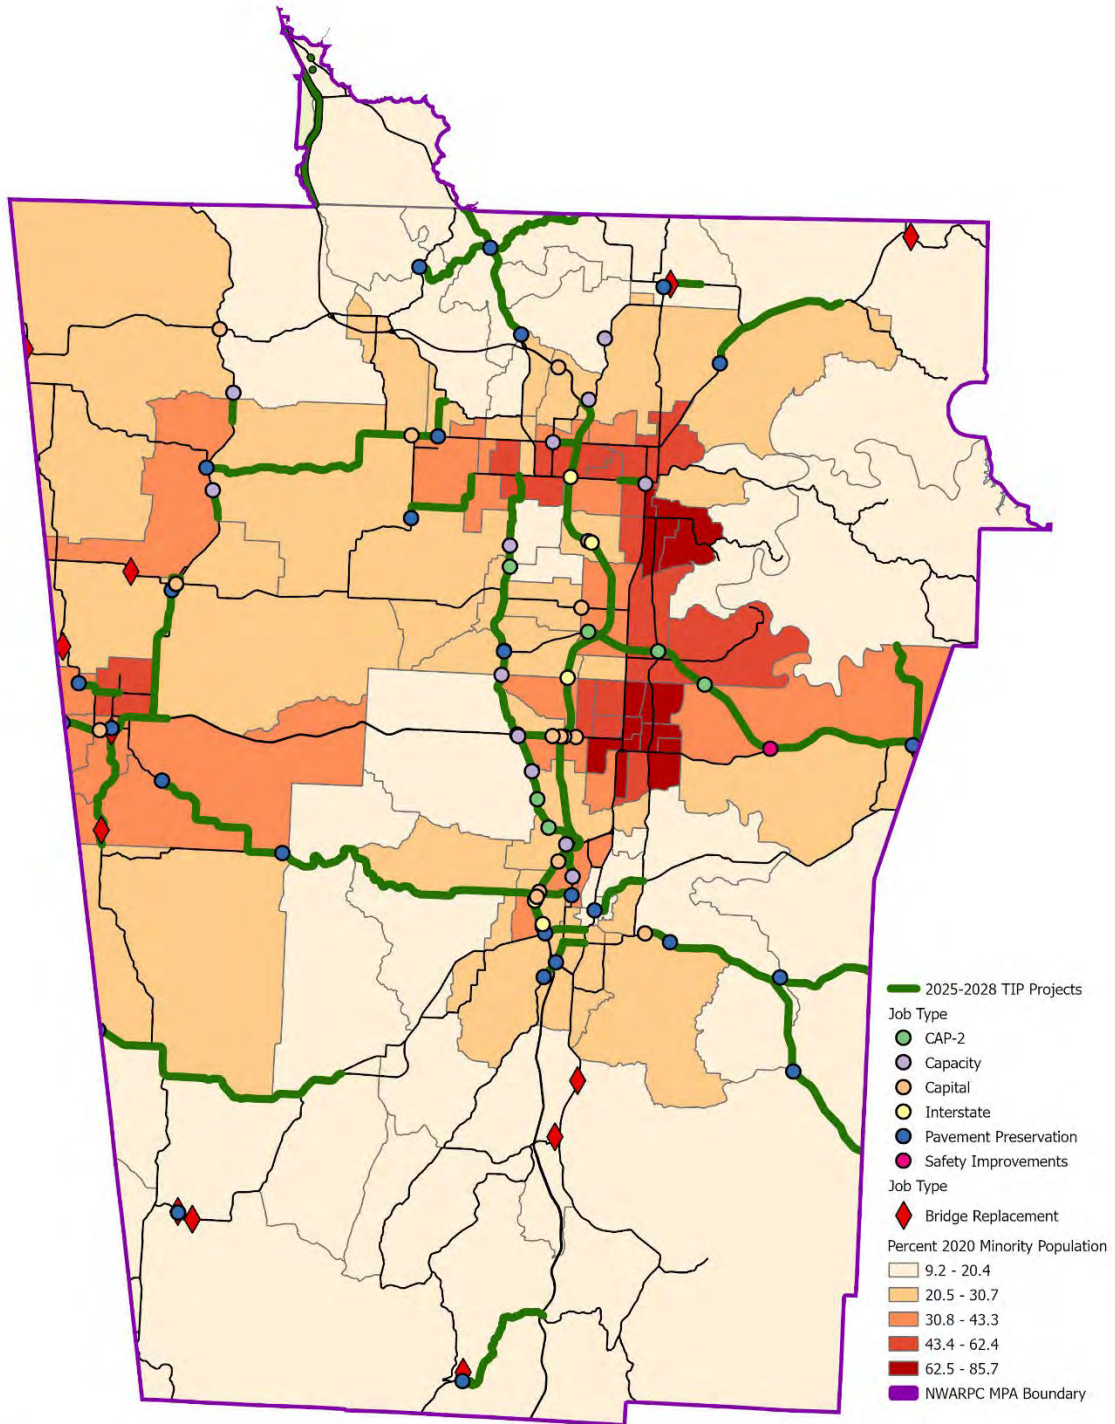 2025-2028 TIP Projects
Job Type
CAP-2
Capacity
Capital
Interstate
Pavement Preservation
Safety Improvements
Job Type
Bridge Replacement
Percent 2020 Minority Population
9.2 - 20.4
20.5 - 30.7
30.8 - 43.3
43.4 - 62.4
62.5 - 85.7
NWARPC MPA Boundary